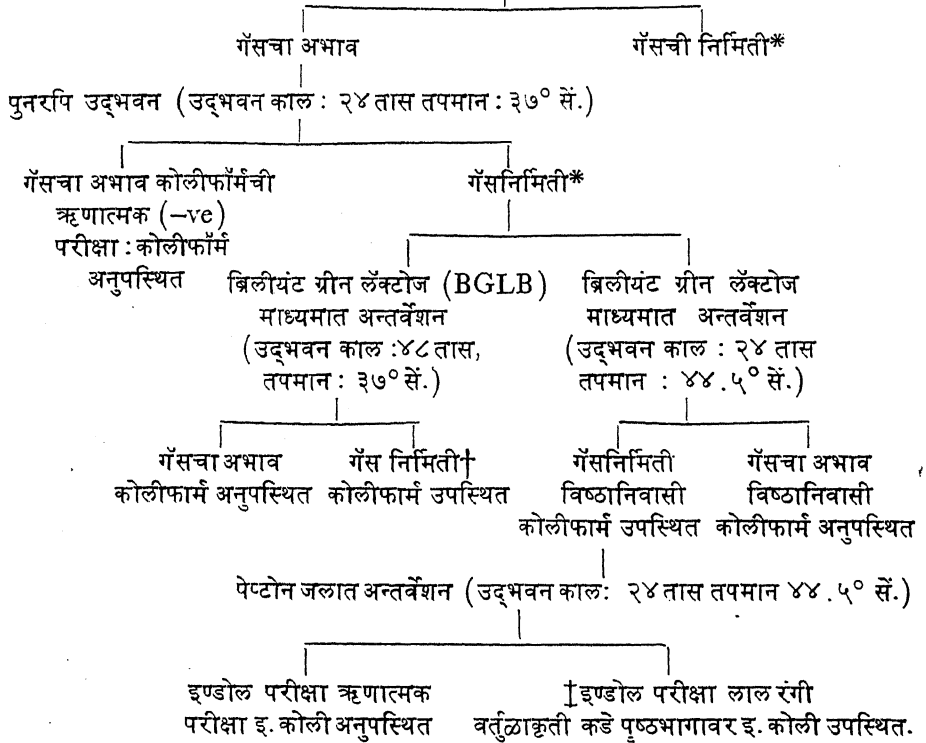 गॅसचा अभाव
गॅसची निर्मिती*
पुनरपि उद्‌भवन (उद्‌भवन काल : २४ तास तपमान : ३७° सें.)
गॅसचा अभाव कोलीफॉर्मची
ऋणात्मक (–ve)
परीक्षा : कोलीफॉर्म
अनुपस्थित
गॅसनिर्मिती*
ब्रिलीयंट ग्रीन लॅक्टोज (BGLB)
माध्यमात अन्तर्वेशन
(उद्‌भवन काल :४८ तास,
तपमान : ३७° सें.)
ब्रिलीयंट ग्रीन लॅक्टोज
माध्यमात अन्तर्वेशन
(उद्‌भवन काल : २४ तास
तपमान : ४४.५° सें.)
गॅसचा अभाव
कोलीफार्म अनुपस्थित
गॅस निर्मिती†
कोलीफार्म उपस्थित
गॅसनिर्मिती
विष्ठानिवासी
कोलीफार्म उपस्थित
गॅसचा अभाव
विष्ठानिवासी
कोलीफार्म अनुपस्थित
पेप्टोन जलात अन्तर्वेशन (उद्‌भवन काल: २४ तास तपमान ४४.५° सें.)
इण्डोल परीक्षा ऋणात्मक
परीक्षा इ. कोली अनुपस्थित
‡इण्डोल परीक्षा लाल रंगी
वर्तुळाकृती कडे पृष्ठभागावर इ. कोली उपस्थित.